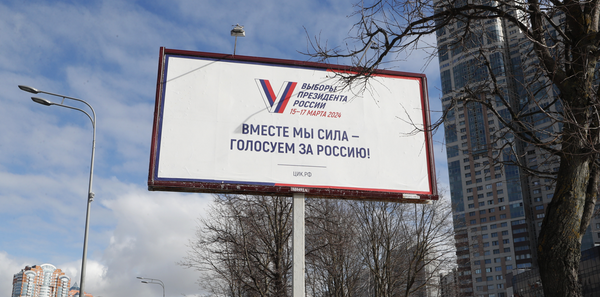 ВЫБОРЫ
ПРЕЗИДЕНТА
РОССИИ
15–17 МАРТА 2024
ВМЕСТЕ МЫ СИЛА –
ГОЛОСУЕМ ЗА РОССИЮ!
ЦИК.РФ